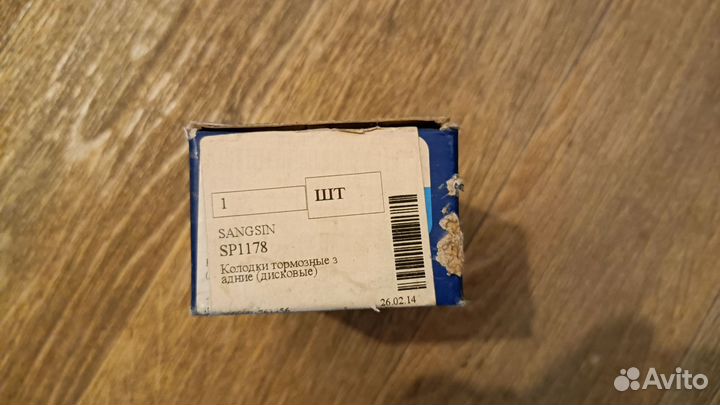 1 ШТ
SANGSIN
SP1178
Колодки тормозные з
адние (дисковые)
26.02.14
Avito